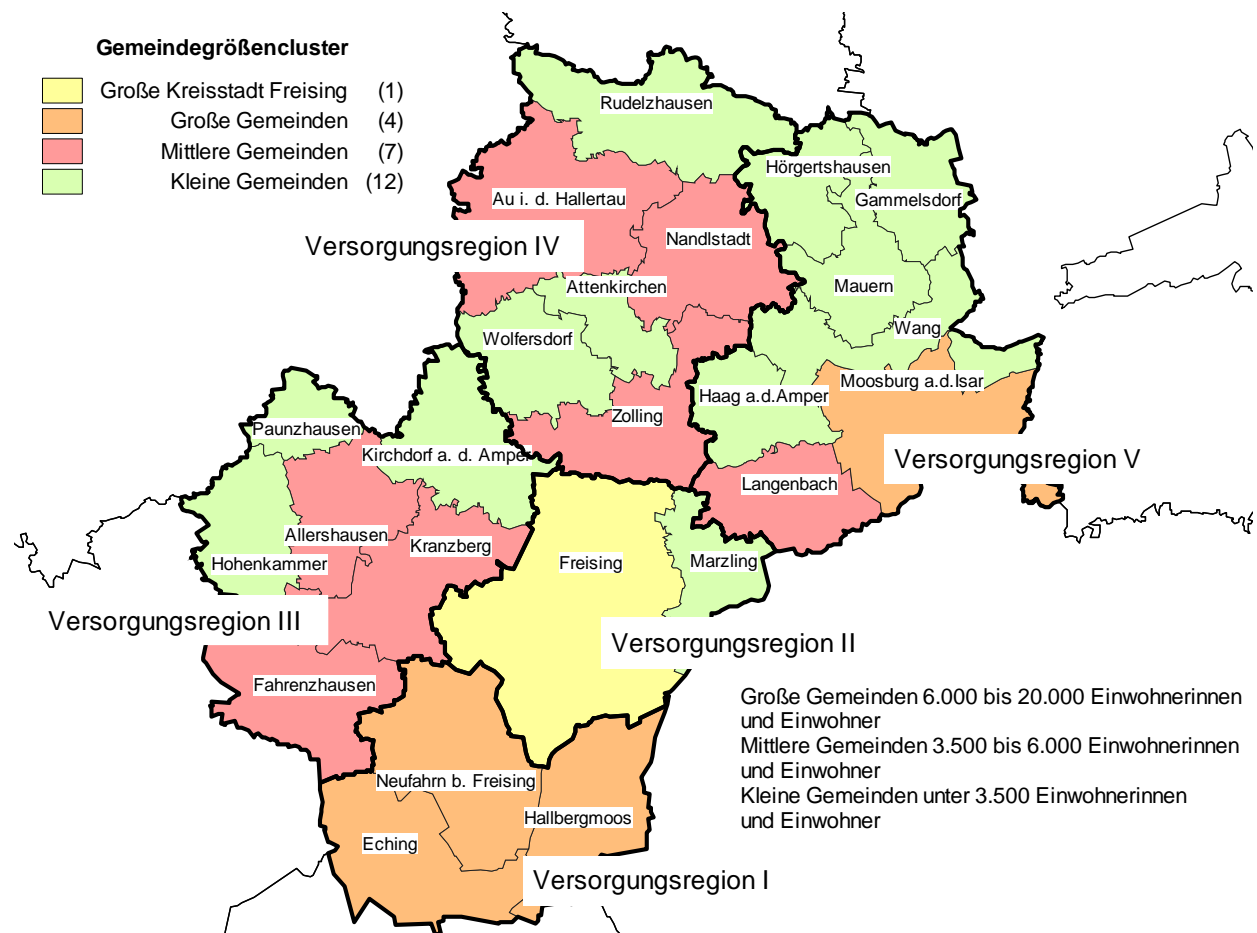 Gemeindegrößencluster
Große Kreisstadt Freising (1)
Große Gemeinden (4)
Mittlere Gemeinden (7)
Kleine Gemeinden (12)
Rudelzhausen
Hörgertshausen
Au i. d. Hallertau
Gammelsdorf
Nandlstadt
Versorgungsregion IV
Attenkirchen
Mauern
Wang
Wolfersdorf
Moosburg a.d.Isar
Haag a.d.Amper
Zolling
Paunzhausen
Kirchdorf a. d. Amper
Versorgungsregion V
Langenbach
Allershausen
Kranzberg
Hohenkammer
Freising
Marzling
Versorgungsregion III
Versorgungsregion II
Fahrenzhausen
Große Gemeinden 6.000 bis 20.000 Einwohnerinnen
und Einwohner
Mittlere Gemeinden 3.500 bis 6.000 Einwohnerinnen
und Einwohner
Kleine Gemeinden unter 3.500 Einwohnerinnen
und Einwohner
Neufahrn b. Freising
Hallbergmoos
Eching
Versorgungsregion I